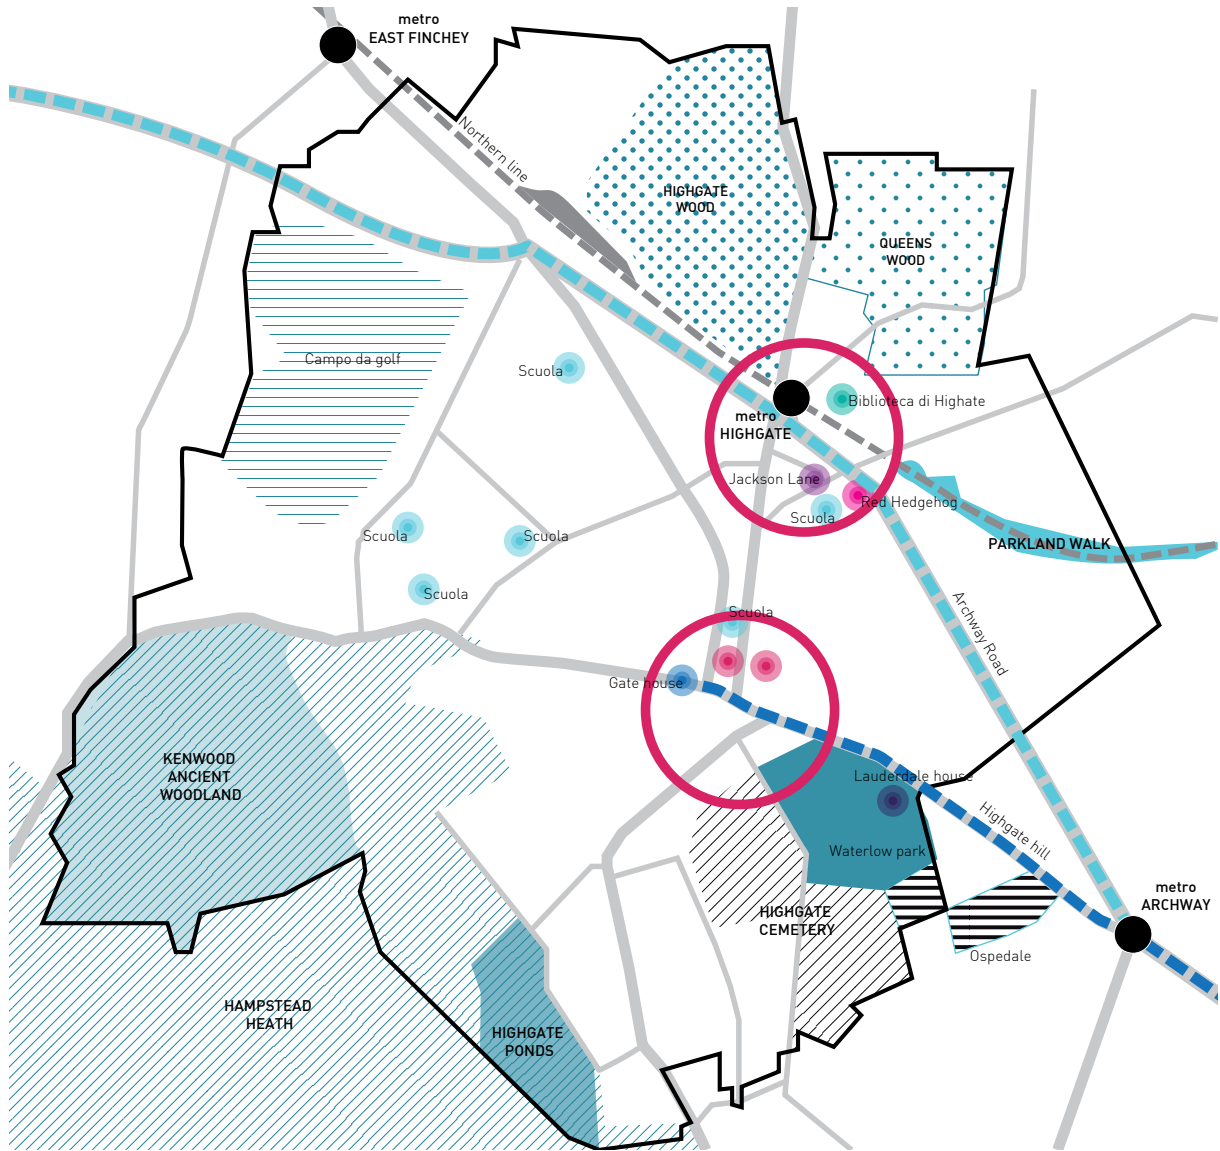 metro
EAST FINCHEY
Northern line
HIGHGATE
WOOD
QUEENS
WOOD
Campo da golf
Scuola
Biblioteca di Highate
metro
HIGHGATE
Jackson Lane
Red Hedgehog
Scuola
Scuola
Scuola
PARKLAND WALK
Scuola
Archway Road
Scuola
Gate house
KENWOOD
ANCIENT
WOODLAND
Lauderdale house
Highgate hill
Waterlow park
metro
ARCHWAY
HIGHGATE
CEMETERY
Ospedale
HAMPSTEAD
HEATH
HIGHGATE
PONDS